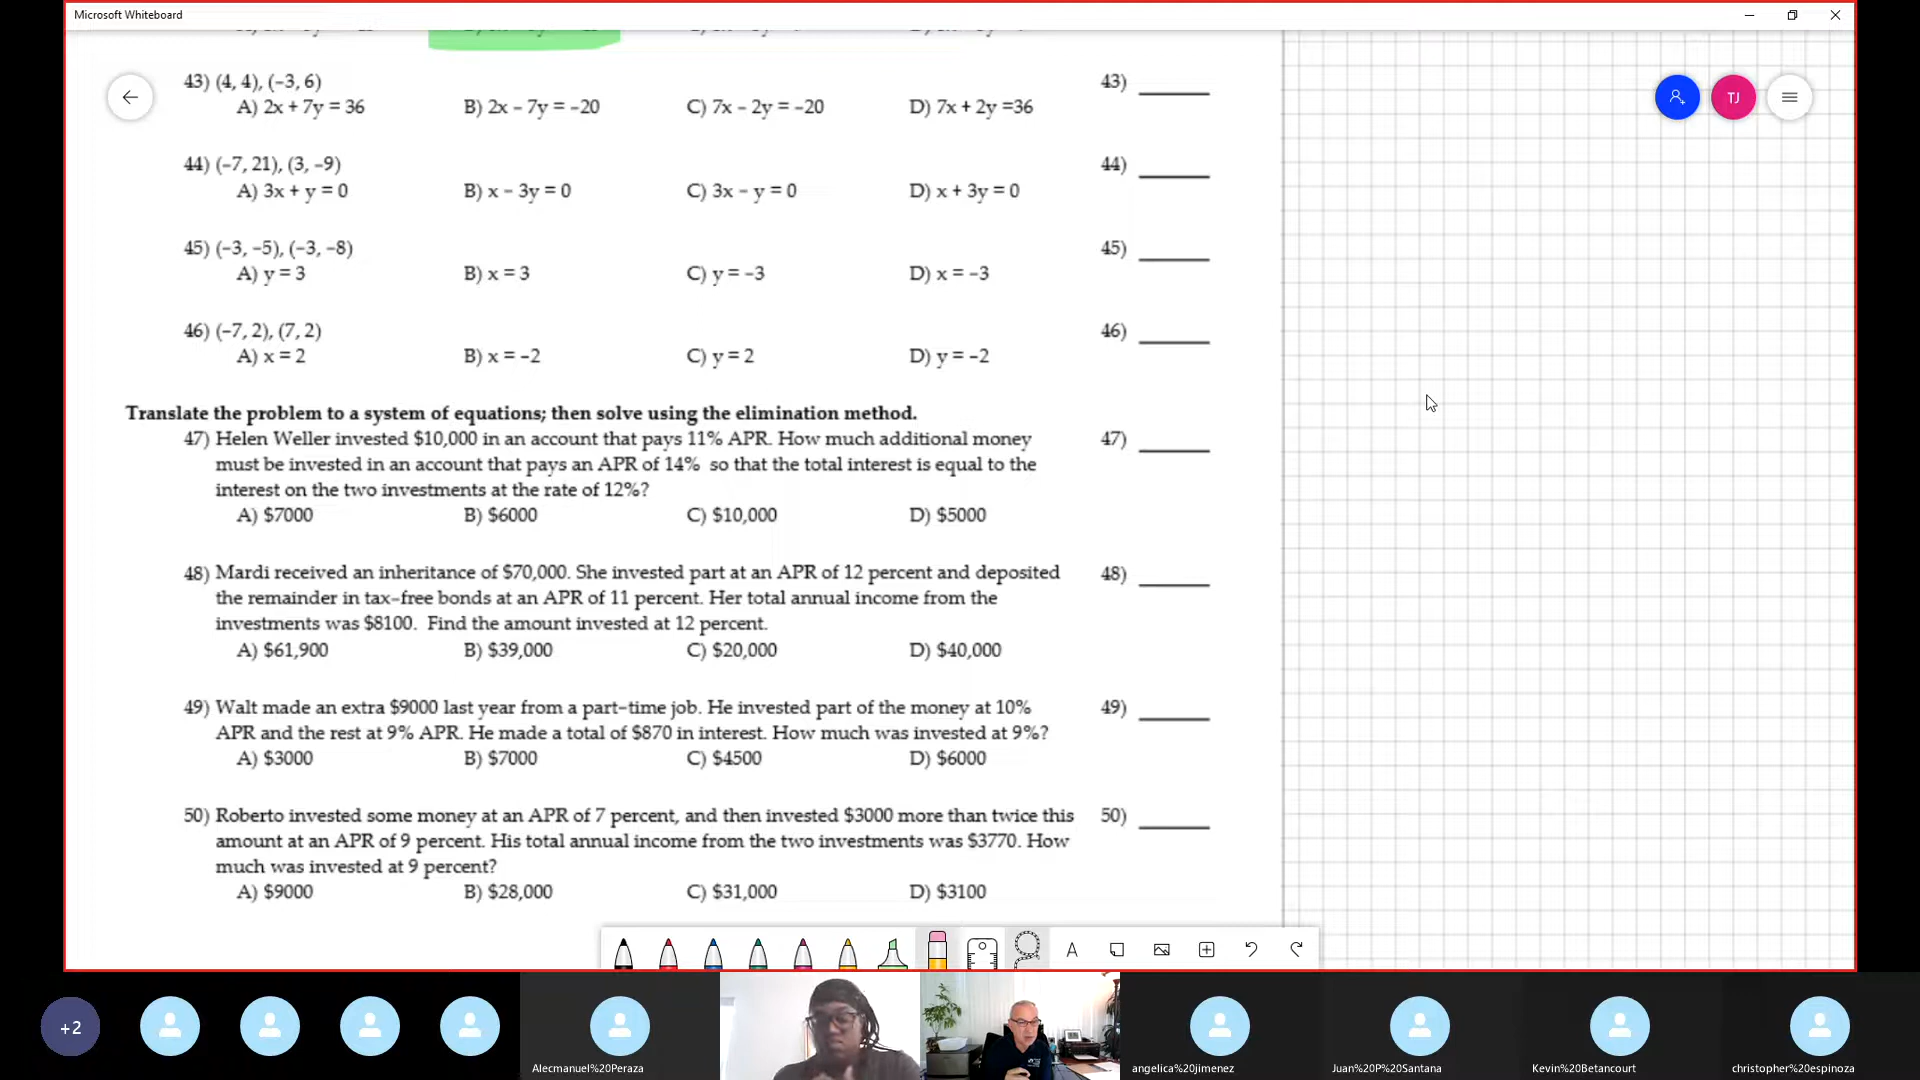 Microsoft Whiteboard
43) (4, 4), (−3, 6)
A) 2x + 7y = 36 B) 2x − 7y = −20 C) 7x − 2y = −20 D) 7x + 2y =36
43)
44) (−7, 21), (3, −9)
A) 3x + y = 0 B) x − 3y = 0 C) 3x − y = 0 D) x + 3y = 0
44)
45) (−3, −5), (−3, −8)
A) y = 3 B) x = 3 C) y = −3 D) x = −3
45)
46) (−7, 2), (7, 2)
A) x = 2 B) x = −2 C) y = 2 D) y = −2
46)
Translate the problem to a system of equations; then solve using the elimination method.
47) Helen Weller invested $10,000 in an account that pays 11% APR. How much additional money
must be invested in an account that pays an APR of 14% so that the total interest is equal to the
interest on the two investments at the rate of 12%?
A) $7000 B) $6000 C) $10,000 D) $5000
47)
48) Mardi received an inheritance of $70,000. She invested part at an APR of 12 percent and deposited
the remainder in tax−free bonds at an APR of 11 percent. Her total annual income from the
investments was $8100. Find the amount invested at 12 percent.
A) $61,900 B) $39,000 C) $20,000 D) $40,000
48)
49) Walt made an extra $9000 last year from a part−time job. He invested part of the money at 10%
APR and the rest at 9% APR. He made a total of $870 in interest. How much was invested at 9%?
A) $3000 B) $7000 C) $4500 D) $6000
49)
50) Roberto invested some money at an APR of 7 percent, and then invested $3000 more than twice this
amount at an APR of 9 percent. His total annual income from the two investments was $3770. How
much was invested at 9 percent?
A) $9000 B) $28,000 C) $31,000 D) $3100
50)
TJ
A
+2
Alecmanuel%20Peraza
angelica%20jimenez
Juan%20P%20Santana
Kevin%20Betancourt
christopher%20espinoza